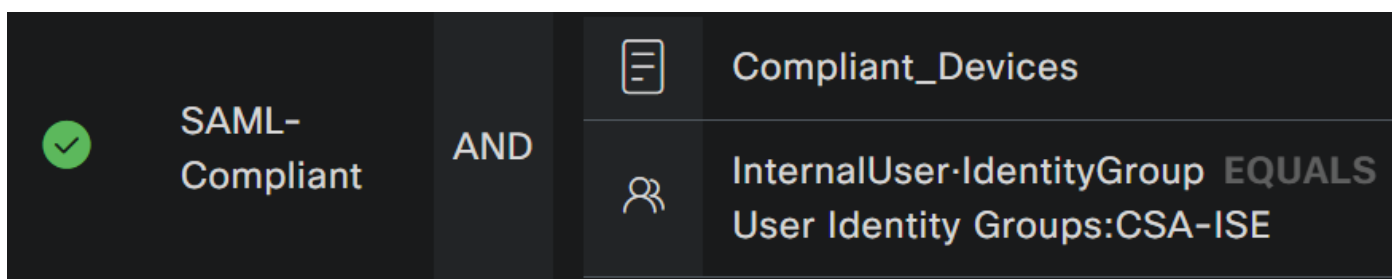 SAML-
Compliant
AND
Compliant_Devices
InternalUser·IdentityGroup EQUALS
User Identity Groups:CSA-ISE